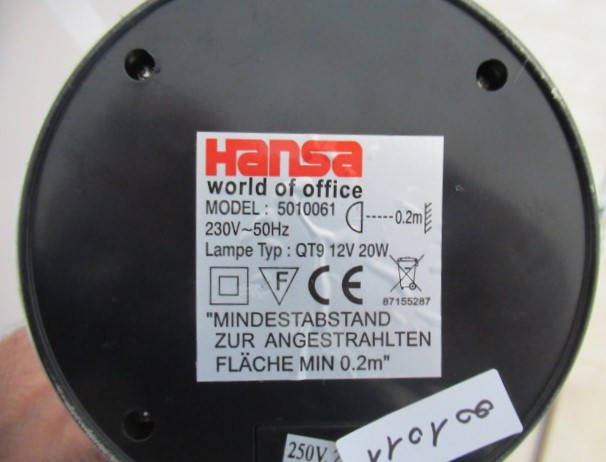 Hansa
world of office
MODEL : 5010061
0.2m
230V~50Hz
Lampe Typ : QT9 12V 20W
F
CE
87155287
"MINDESTABSTAND
ZUR ANGESTRAHLTEN
FLÄCHE MIN 0.2m"
250V